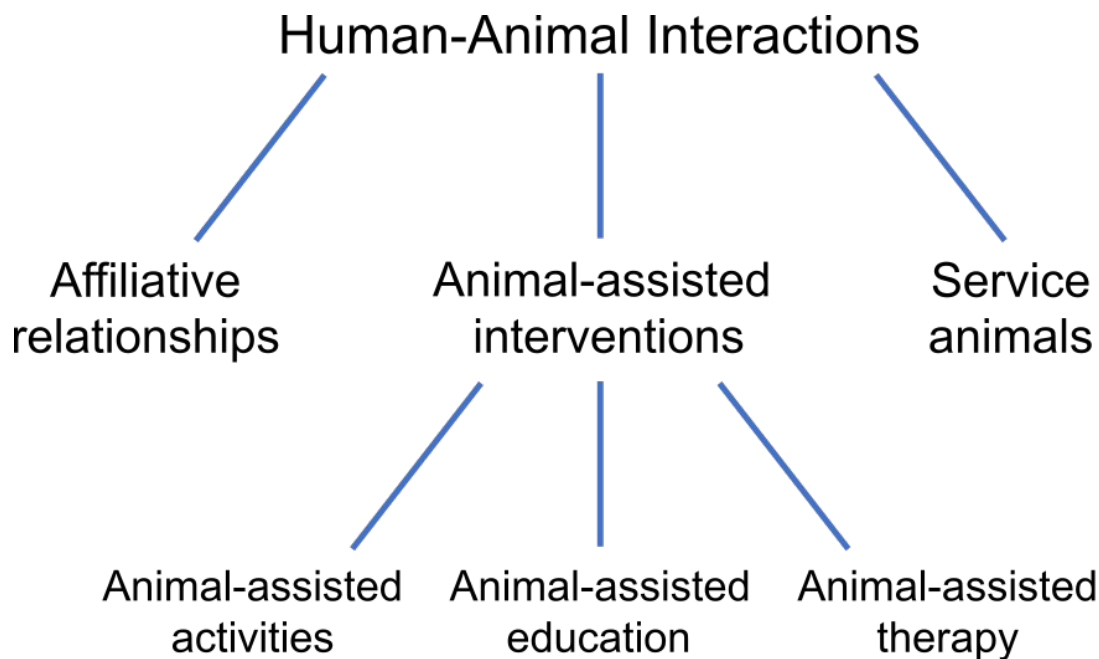 Human-Animal Interactions
Affiliative
relationships
Animal-assisted
interventions
Service
animals
Animal-assisted
activities
Animal-assisted
education
Animal-assisted
therapy